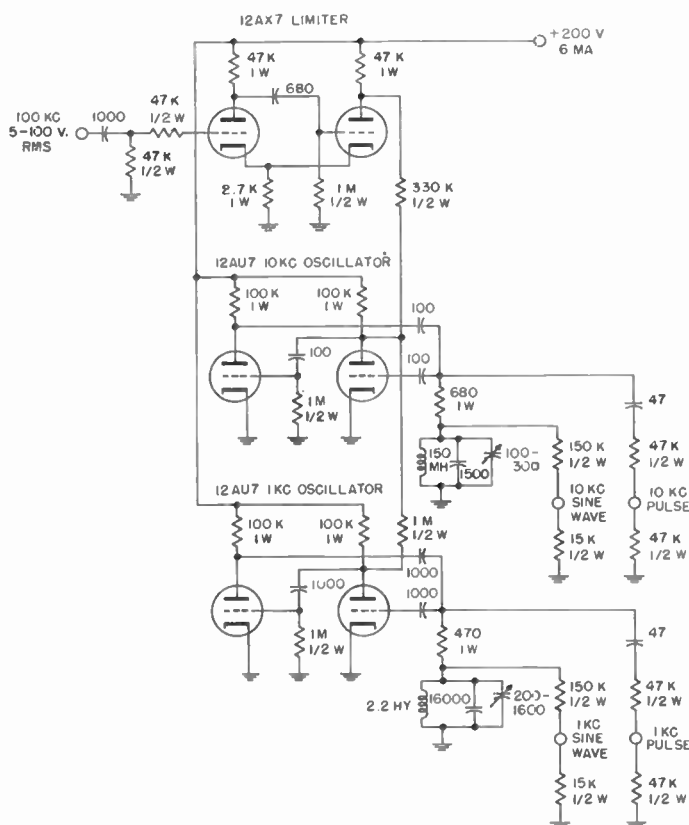 12AX7 LIMITER
+200 V
6 MA
47 K
1 W
47 K
1 W
680
100 KC
5-100 V.
RMS
1000
47 K
1/2 W
47 K
1/2 W
2.7 K
1 W
1 M
1/2 W
330 K
1/2 W
12AU7 10KC OSCILLATOR
100 K
1W
100 K
1W
100
100
100
1 M
1/2 W
680
1 W
150
MH
1500
100-
300
150 K
1/2 W
47
47 K
1/2 W
10 KC
SINE
WAVE
10 KC
PULSE
15 K
1/2 W
47 K
1/2 W
12AU7 1KC OSCILLATOR
100 K
1W
100 K
1W
1 M
1/2 W
1000
1000
1000
1M
1/2 W
470
1 W
47
2.2 HY
16000
200-
1600
150 K
1/2 W
47 K
1/2 W
1 KC
SINE
WAVE
1 KC
PULSE
15 K
1/2 W
47 K
1/2 W